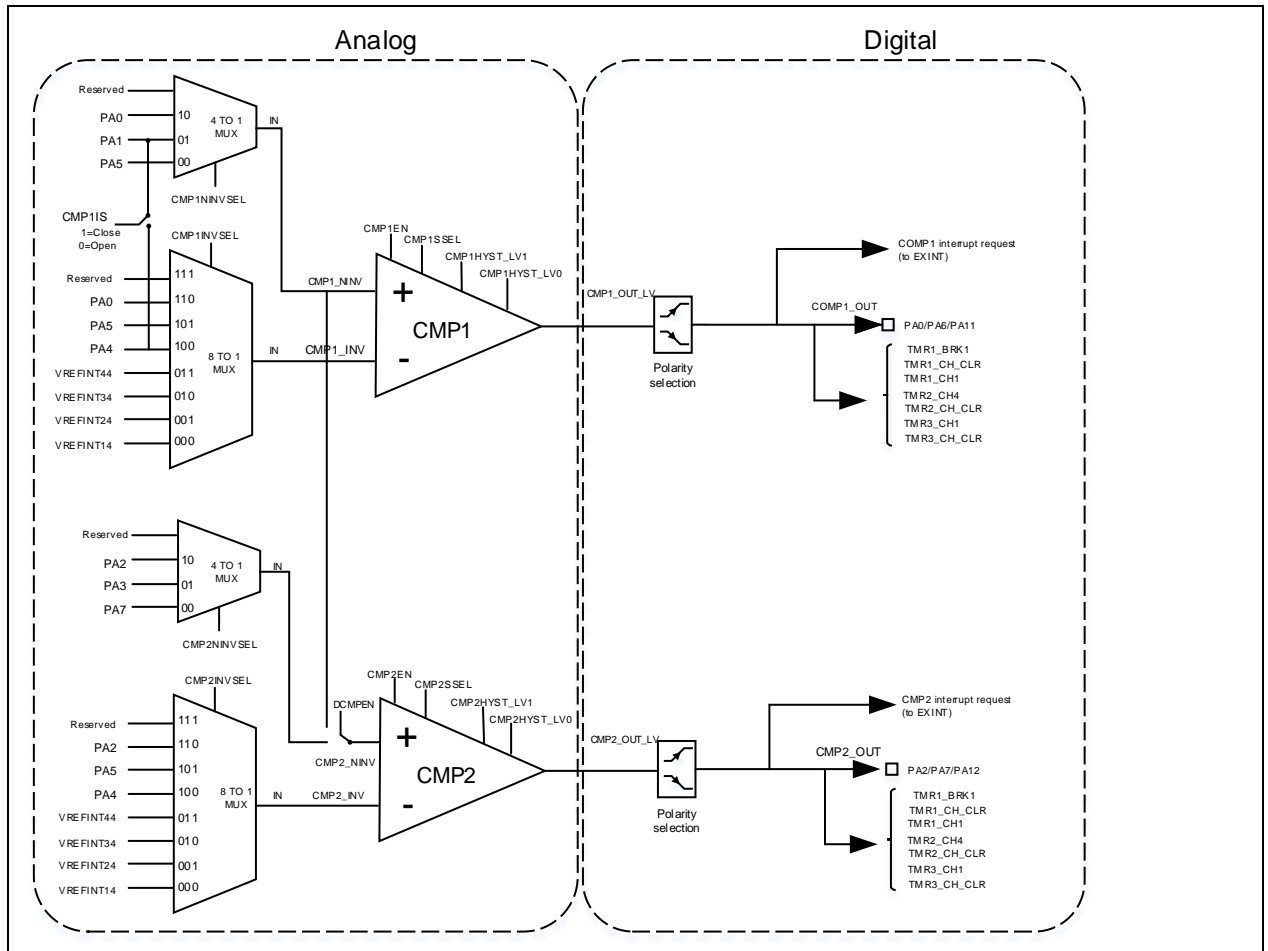 Analog
Digital
Reserved
PA0
PA1
PA5
10
01
00
4 TO 1
MUX
IN
CMP1NINVSEL
CMP1IS
1=Close
0=Open
CMP1INVSEL
Reserved
PA0
PA5
PA4
VREFINT44
VREFINT34
VREFINT24
VREFINT14
111
110
101
100
011
010
001
000
8 TO 1
MUX
IN
CMP1EN
CMP1SSEL
CMP1HYST_LV1
CMP1HYST_LV0
CMP1_NINV
CMP1_INV
+
CMP1
-
CMP1_OUT_LV
Polarity
selection
COMP1 interrupt request
(to EXINT)
COMP1_OUT
PA0/PA6/PA11
TMR1_BRK1
TMR1_CH_CLR
TMR1_CH1
TMR2_CH4
TMR2_CH_CLR
TMR3_CH1
TMR3_CH_CLR
Reserved
PA2
PA3
PA7
10
01
00
4 TO 1
MUX
IN
CMP2NINVSEL
CMP2INVSEL
Reserved
PA2
PA5
PA4
VREFINT44
VREFINT34
VREFINT24
VREFINT14
111
110
101
100
011
010
001
000
8 TO 1
MUX
IN
DCMPEN
CMP2EN
CMP2SSEL
CMP2HYST_LV1
CMP2HYST_LV0
CMP2_NINV
CMP2_INV
+
CMP2
-
CMP2_OUT_LV
Polarity
selection
CMP2 interrupt request
(to EXINT)
CMP2_OUT
PA2/PA7/PA12
TMR1_BRK1
TMR1_CH_CLR
TMR1_CH1
TMR2_CH4
TMR2_CH_CLR
TMR3_CH1
TMR3_CH_CLR